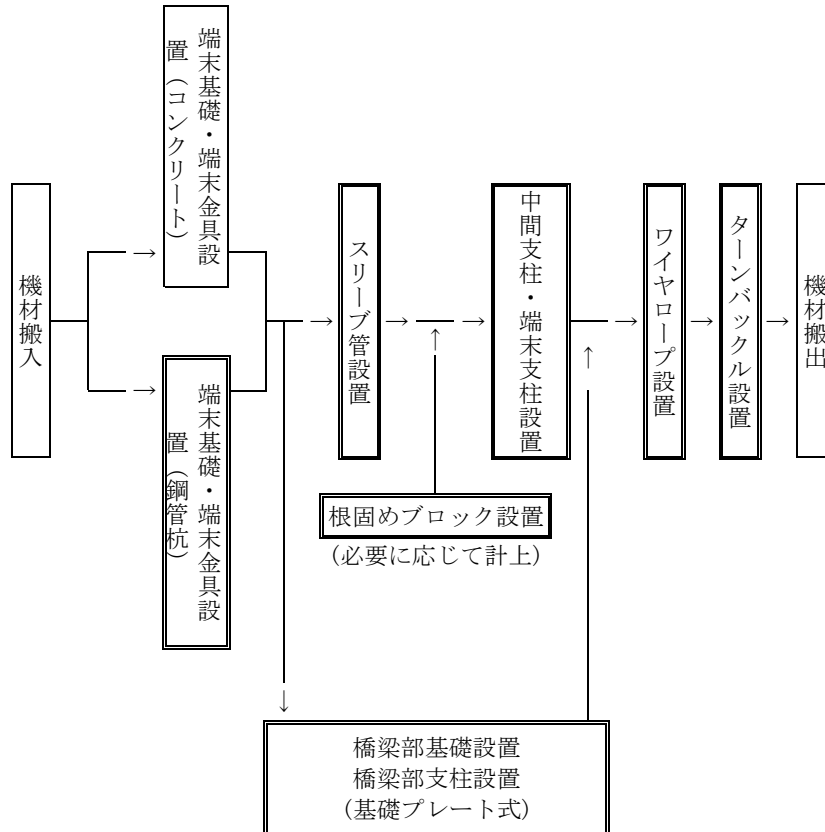 機材搬入
端末基礎・端末金具設
置（コンクリート）
端末基礎・端末金具設
置（鋼管杭）
スリーブ管設置
根固めブロック設置
(必要に応じて計上)
中間支柱・端末支柱設置
橋梁部基礎設置
橋梁部支柱設置
(基礎プレート式)
ワイヤロープ設置
ターンバックル設置
機材搬出